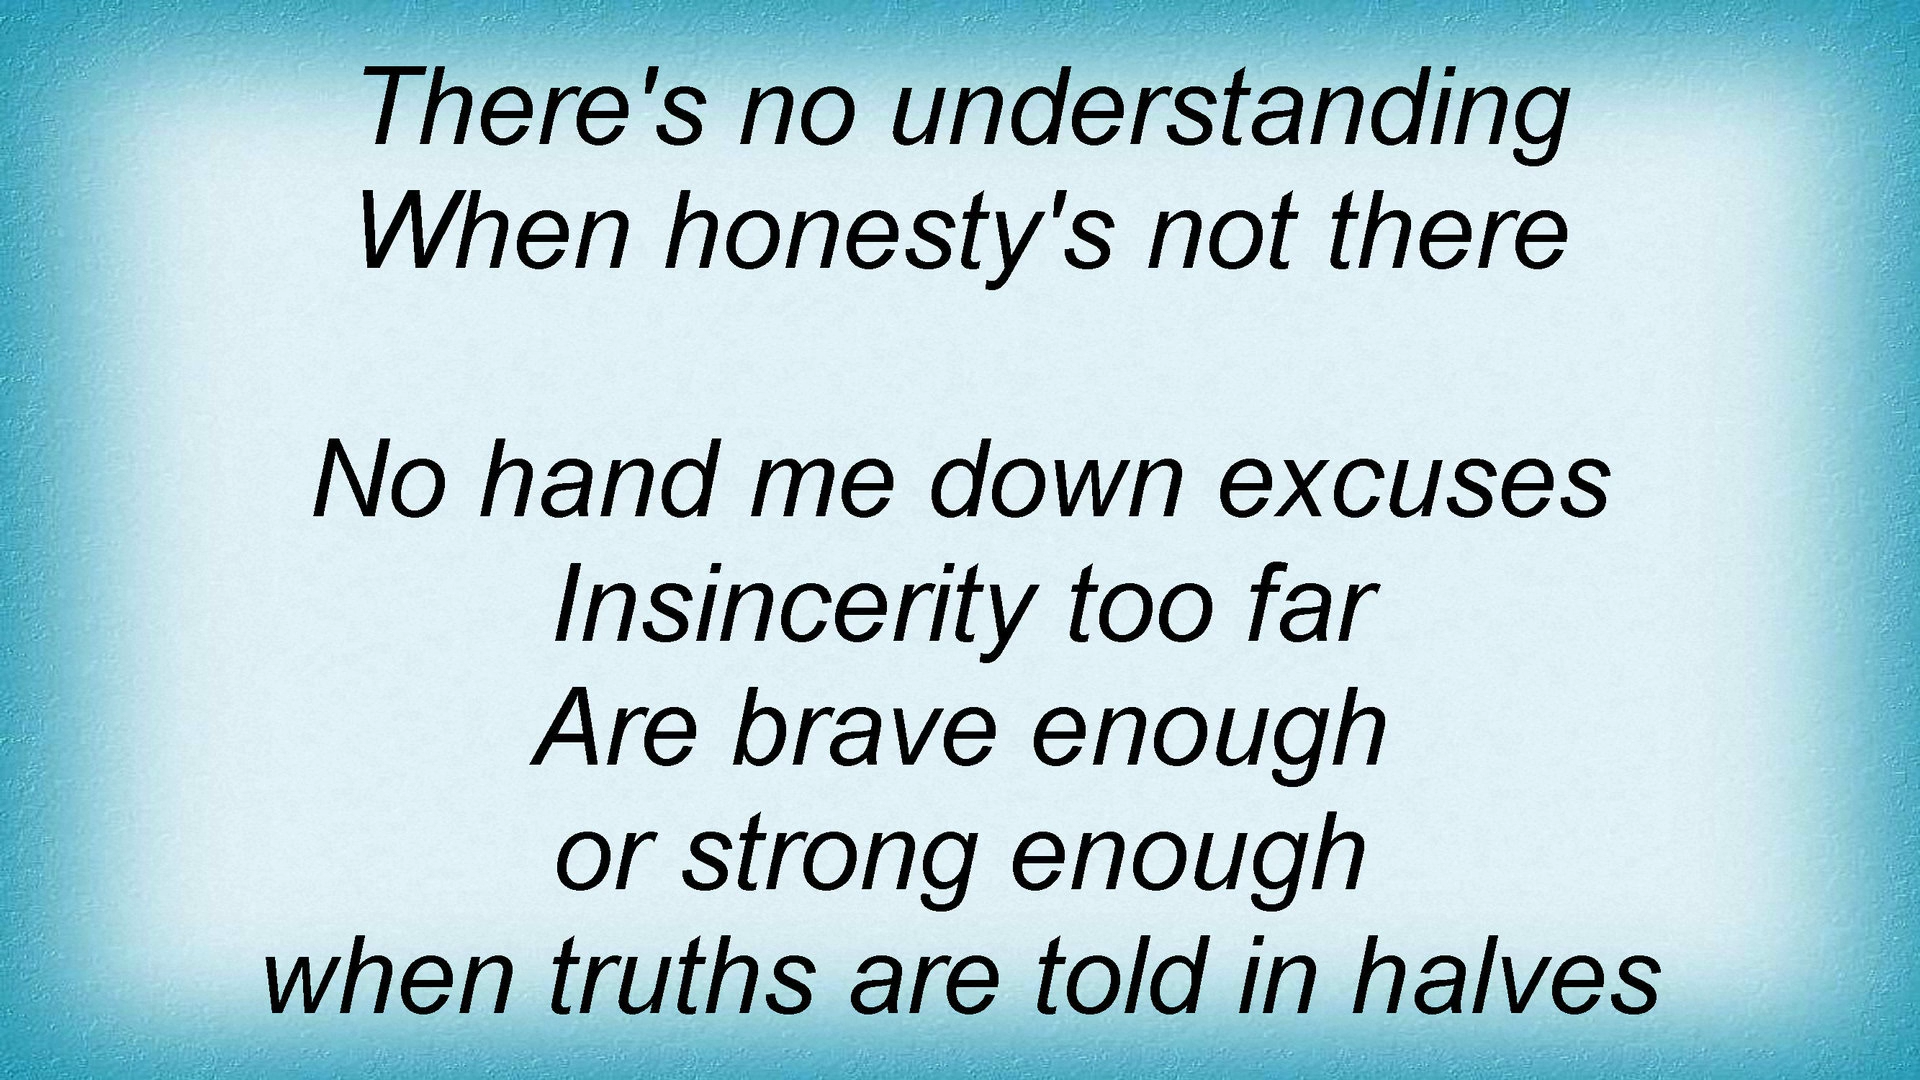 There's no understanding
When honesty's not there
No hand me down excuses
Insincerity too far
Are brave enough
or strong enough
when truths are told in halves